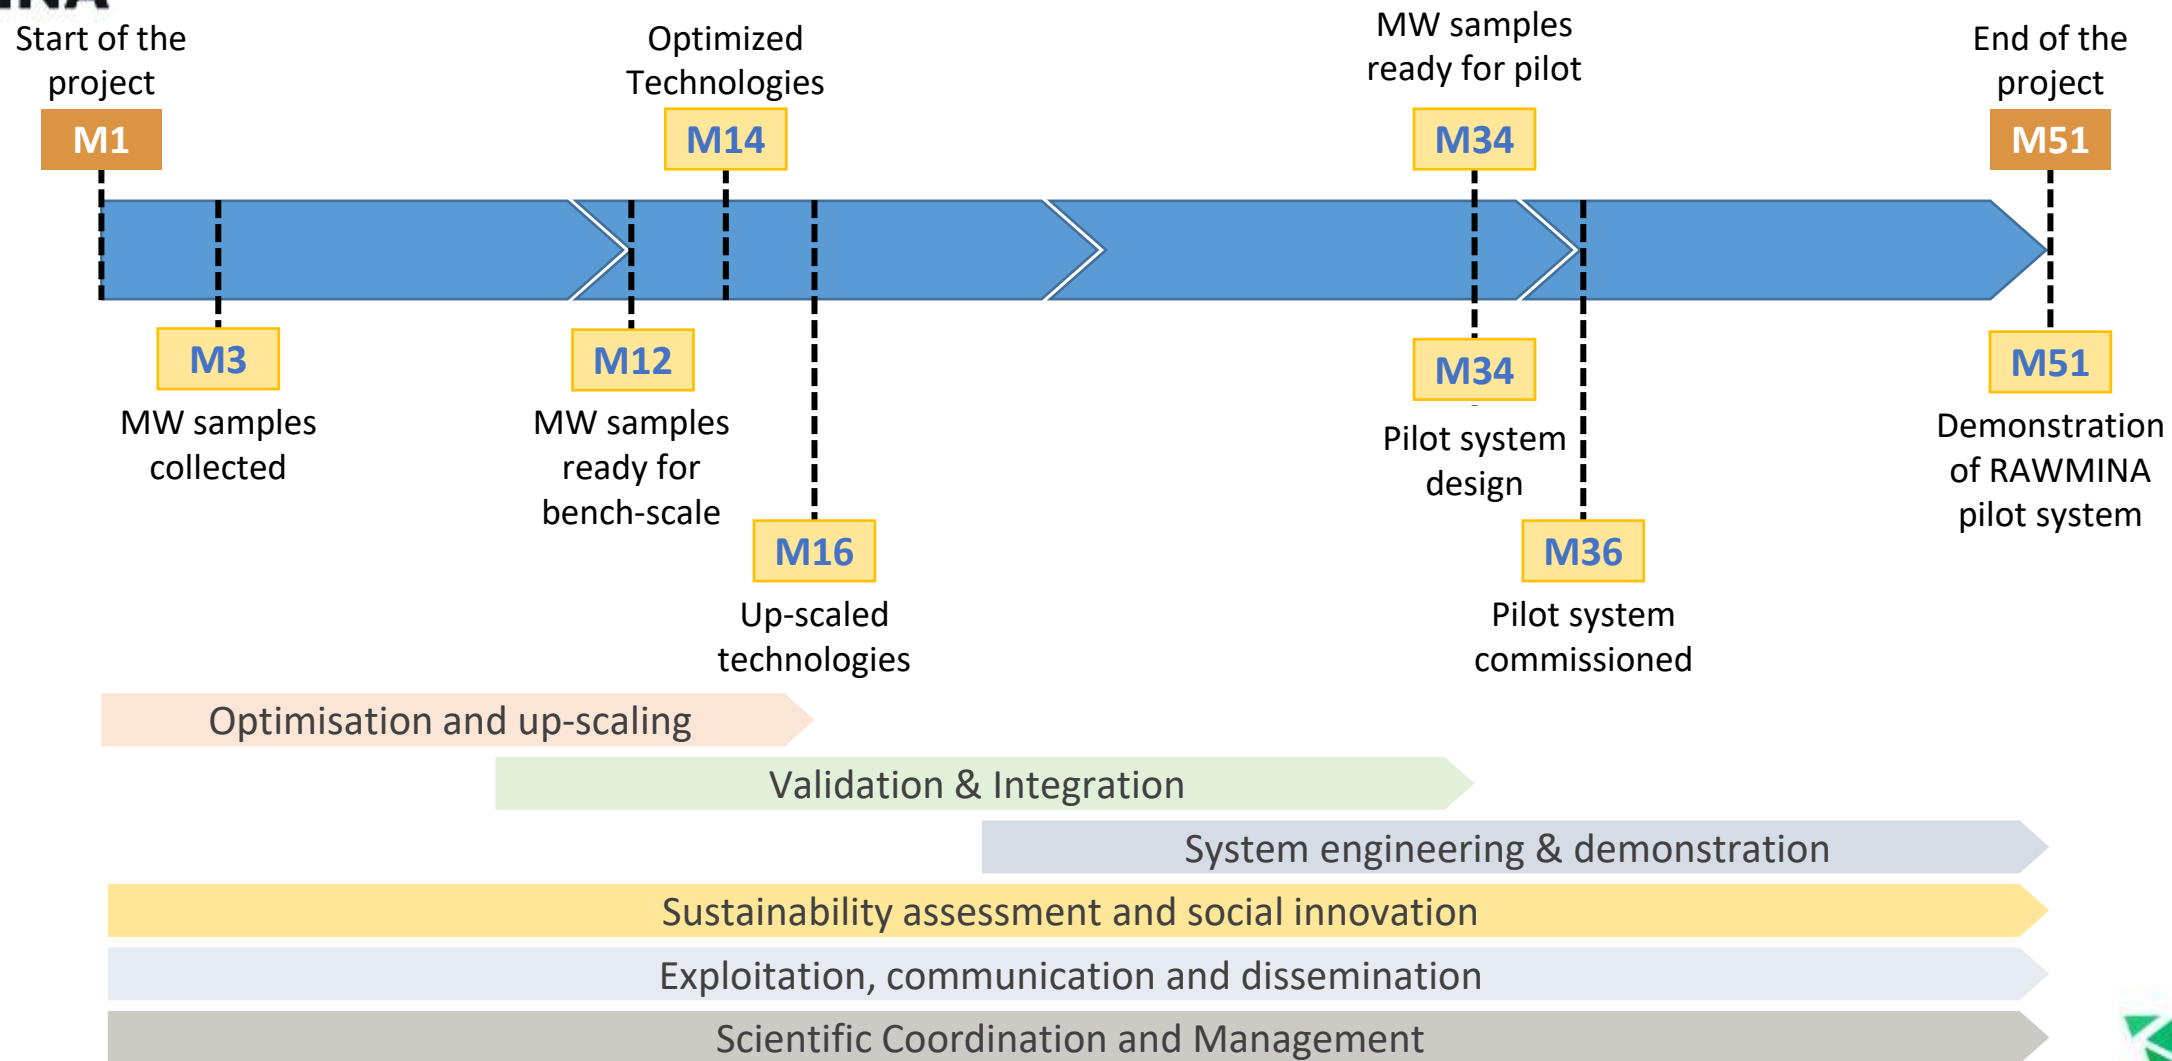 Start of the
project
M1
Optimized
Technologies
M14
MW samples
ready for pilot
M34
End of the
project
M51
M3
MW samples
collected
M12
MW samples
ready for
bench-scale
M16
Up-scaled
technologies
M34
Pilot system
design
M36
Pilot system
commissioned
M51
Demonstration
of RAWMINA
pilot system
Optimisation and up-scaling
Validation & Integration
System engineering & demonstration
Sustainability assessment and social innovation
Exploitation, communication and dissemination
Scientific Coordination and Management